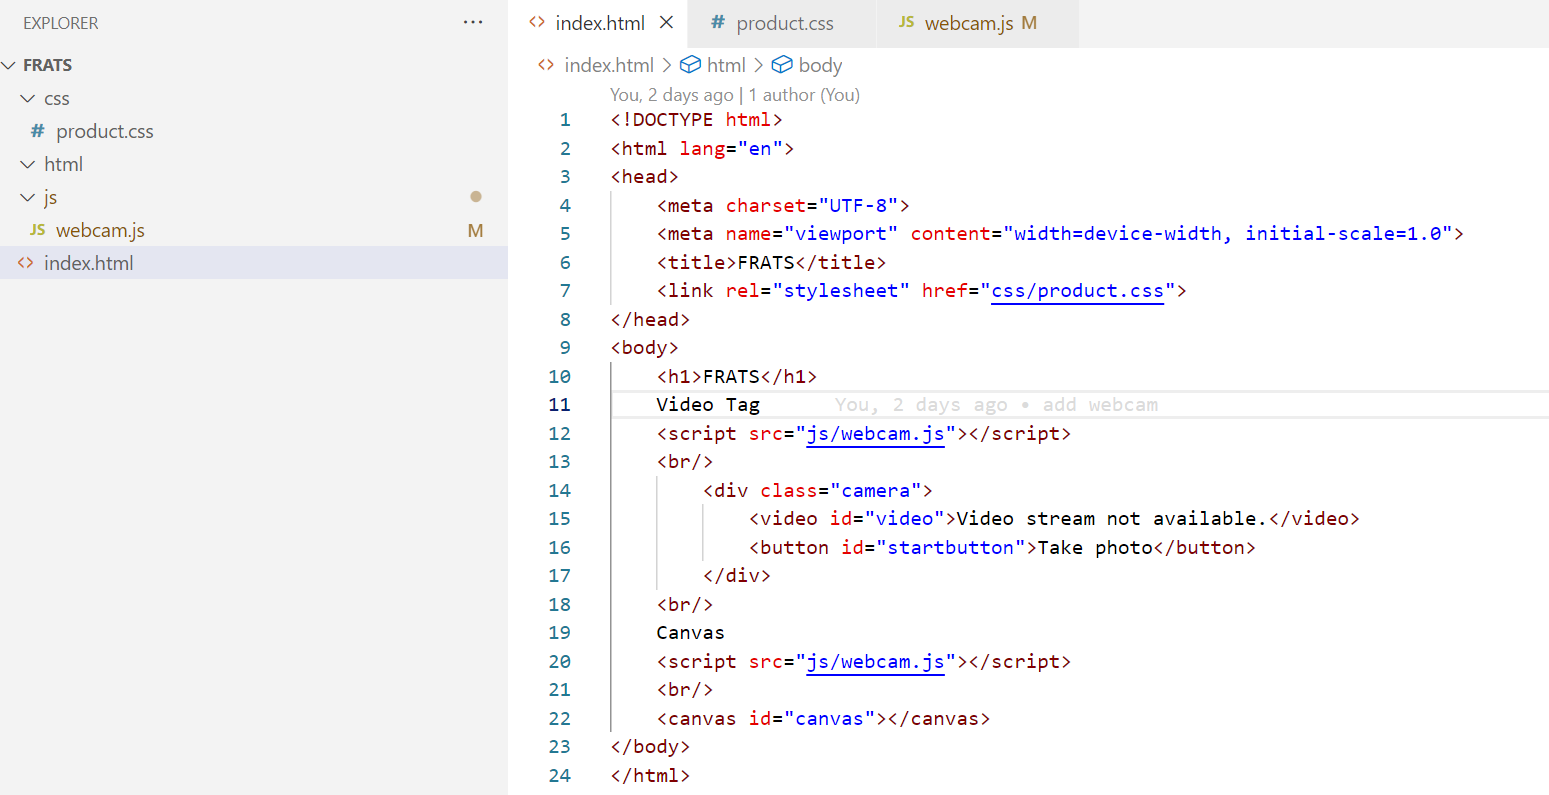 EXPLORER ···
FRATS
css
# product.css
html
js
JS webcam.js M
<> index.html
<> index.html × # product.css JS webcam.js M
<> index.html > html > body
You, 2 days ago | 1 author (You)
1 <!DOCTYPE html>
2 <html lang="en">
3 <head>
4 <meta charset="UTF-8">
5 <meta name="viewport" content="width=device-width, initial-scale=1.0">
6 <title>FRATS</title>
7 <link rel="stylesheet" href="css/product.css">
8 </head>
9 <body>
10 <h1>FRATS</h1>
11 Video Tag You, 2 days ago • add webcam
12 <script src="js/webcam.js"></script>
13 <br/>
14 <div class="camera">
15 <video id="video">Video stream not available.</video>
16 <button id="startbutton">Take photo</button>
17 </div>
18 <br/>
19 Canvas
20 <script src="js/webcam.js"></script>
21 <br/>
22 <canvas id="canvas"></canvas>
23 </body>
24 </html>